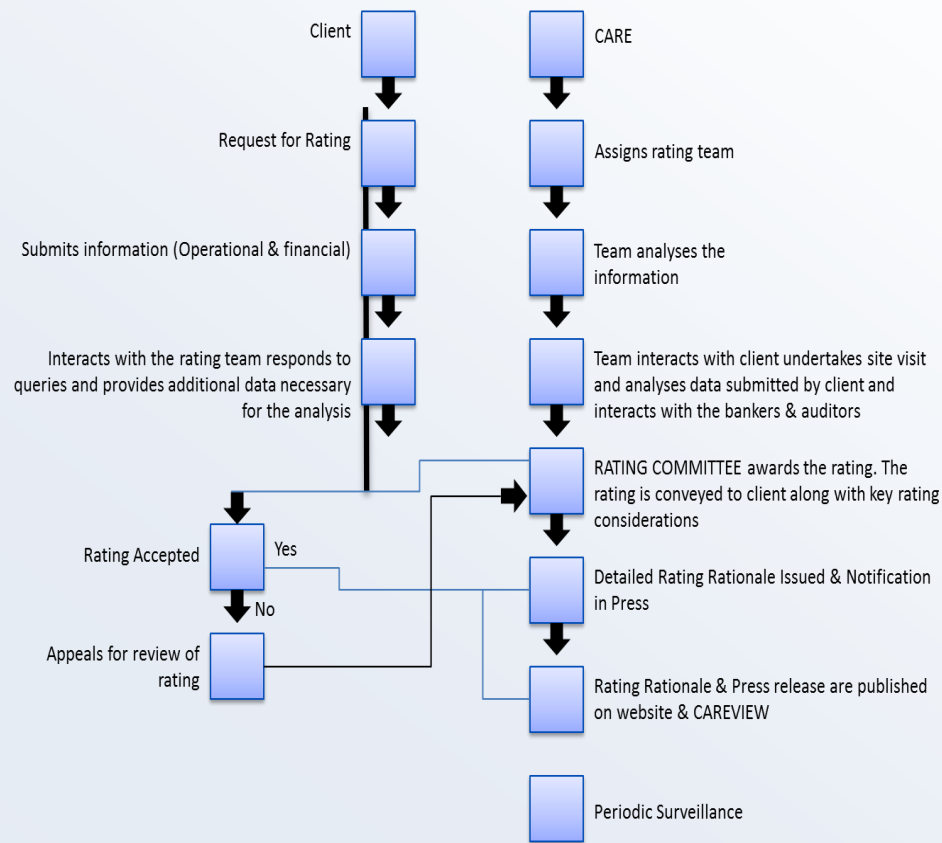 Client
CARE
Request for Rating
Assigns rating team
Submits information (Operational & financial)
Team analyses the
information
Interacts with the rating team responds to
queries and provides additional data necessary
for the analysis
Team interacts with client undertakes site visit
and analyses data submitted by client and
interacts with the bankers & auditors
RATING COMMITTEE awards the rating. The
rating is conveyed to client along with key rating
considerations
Rating Accepted
Yes
No
Detailed Rating Rationale Issued & Notification
in Press
Appeals for review of
rating
Rating Rationale & Press release are published
on website & CAREVIEW
Periodic Surveillance